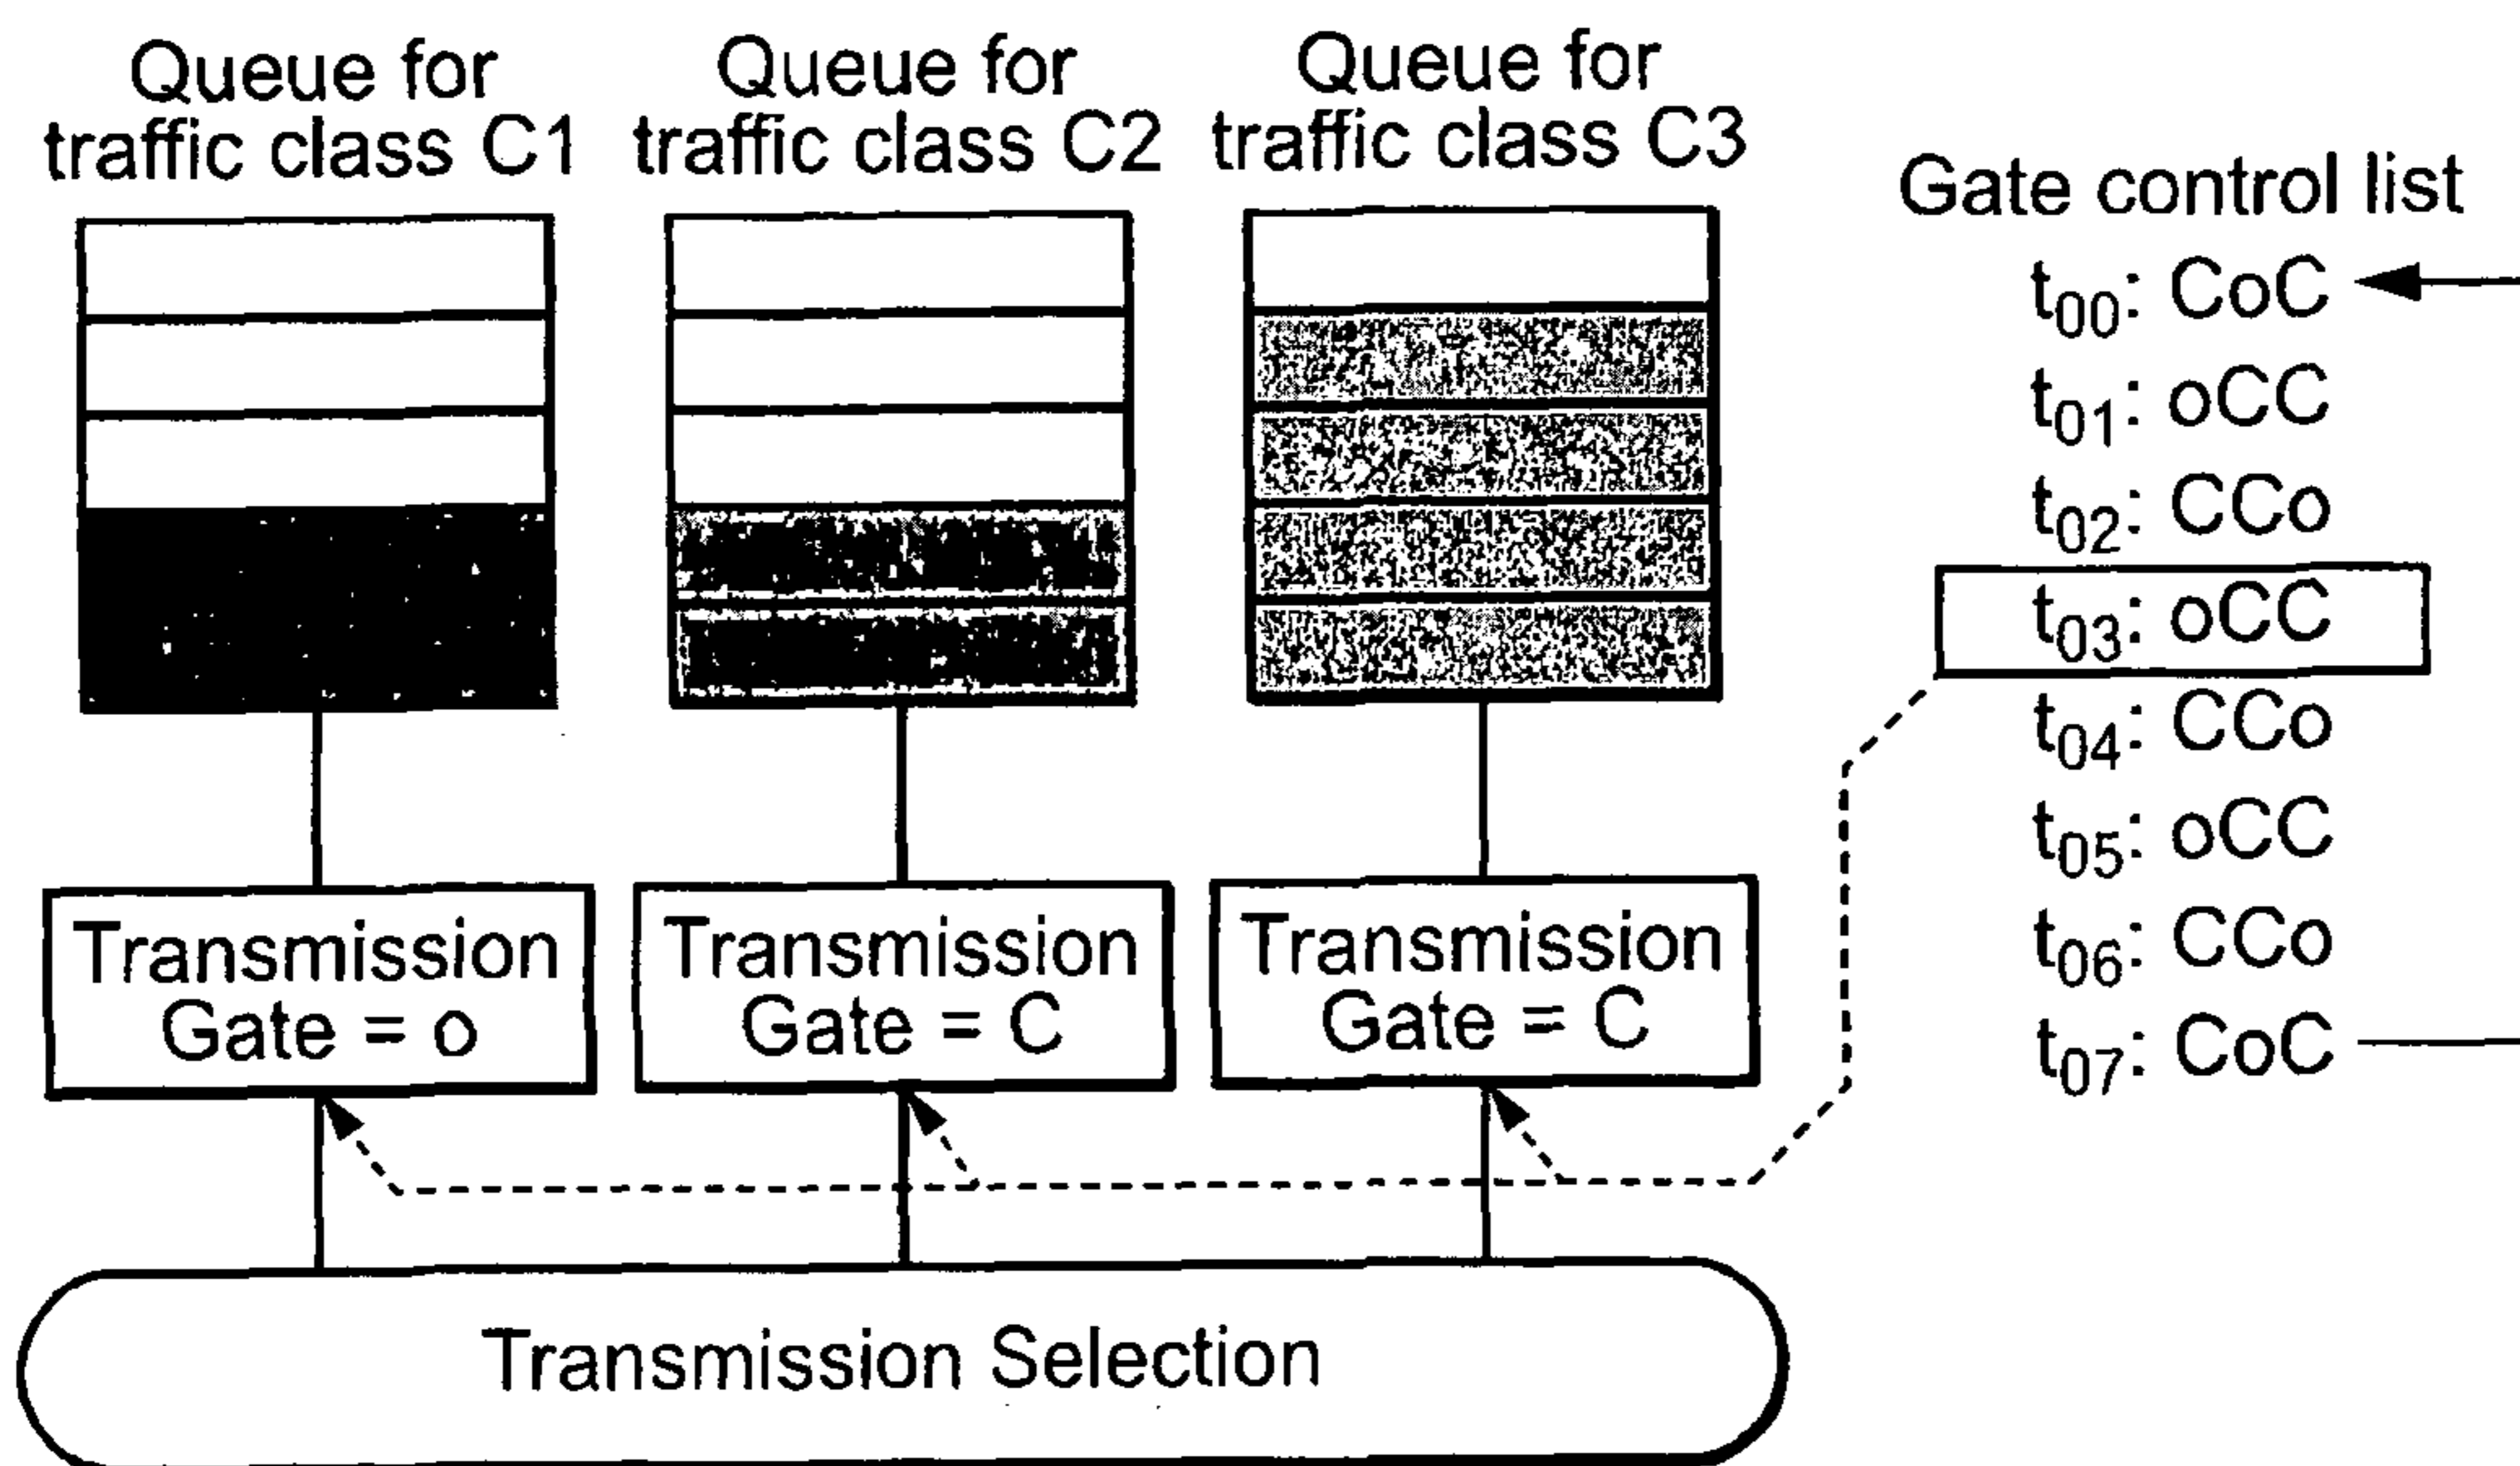 Queue for
traffic class C1
Queue for
traffic class C2
Queue for
traffic class C3
Gate control list
t00: CoC
t01: oCC
t02: CCo
t03: oCC
t04: CCo
t05: oCC
t06: CCo
t07: CoC
Transmission
Gate = o
Transmission
Gate = C
Transmission
Gate = C
Transmission Selection